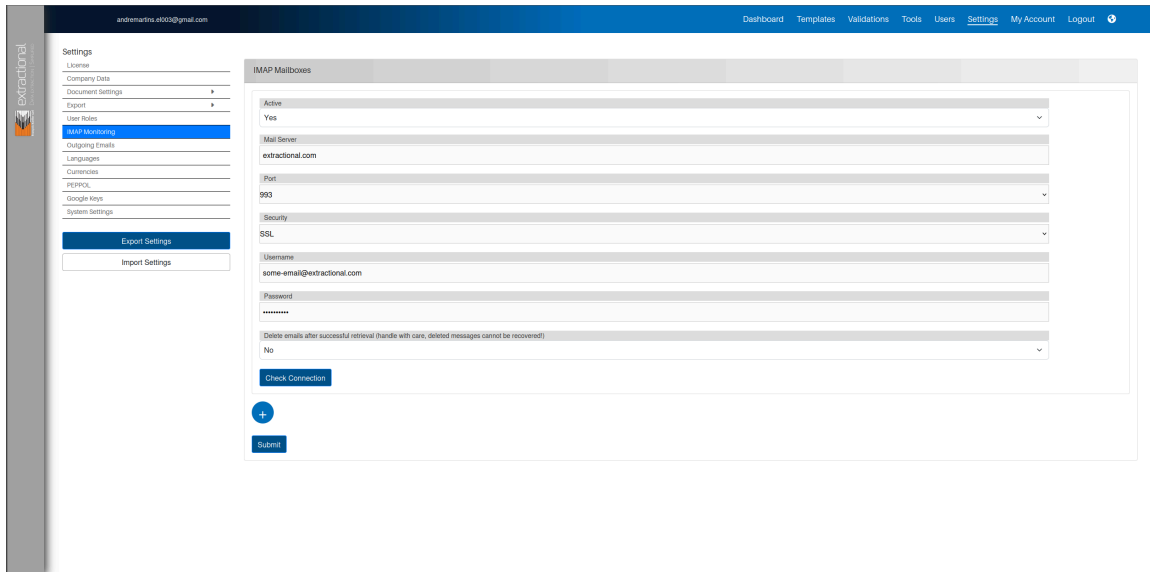 andremartins.el003@gmail.com
Dashboard Templates Validations Tools Users Settings My Account Logout
extractional
Settings
License
Company Data
Document Settings
Export
User Roles
IMAP Monitoring
Outgoing Emails
Languages
Currencies
PEPPOL
Google Keys
System Settings
Export Settings
Import Settings
IMAP Mailboxes
Active
Yes
Mail Server
extractional.com
Port
993
Security
SSL
Username
some-email@extractional.com
Password
••••••••••
Delete emails after successful retrieval (handle with care, deleted messages cannot be recovered!)
No
Check Connection
+
Submit